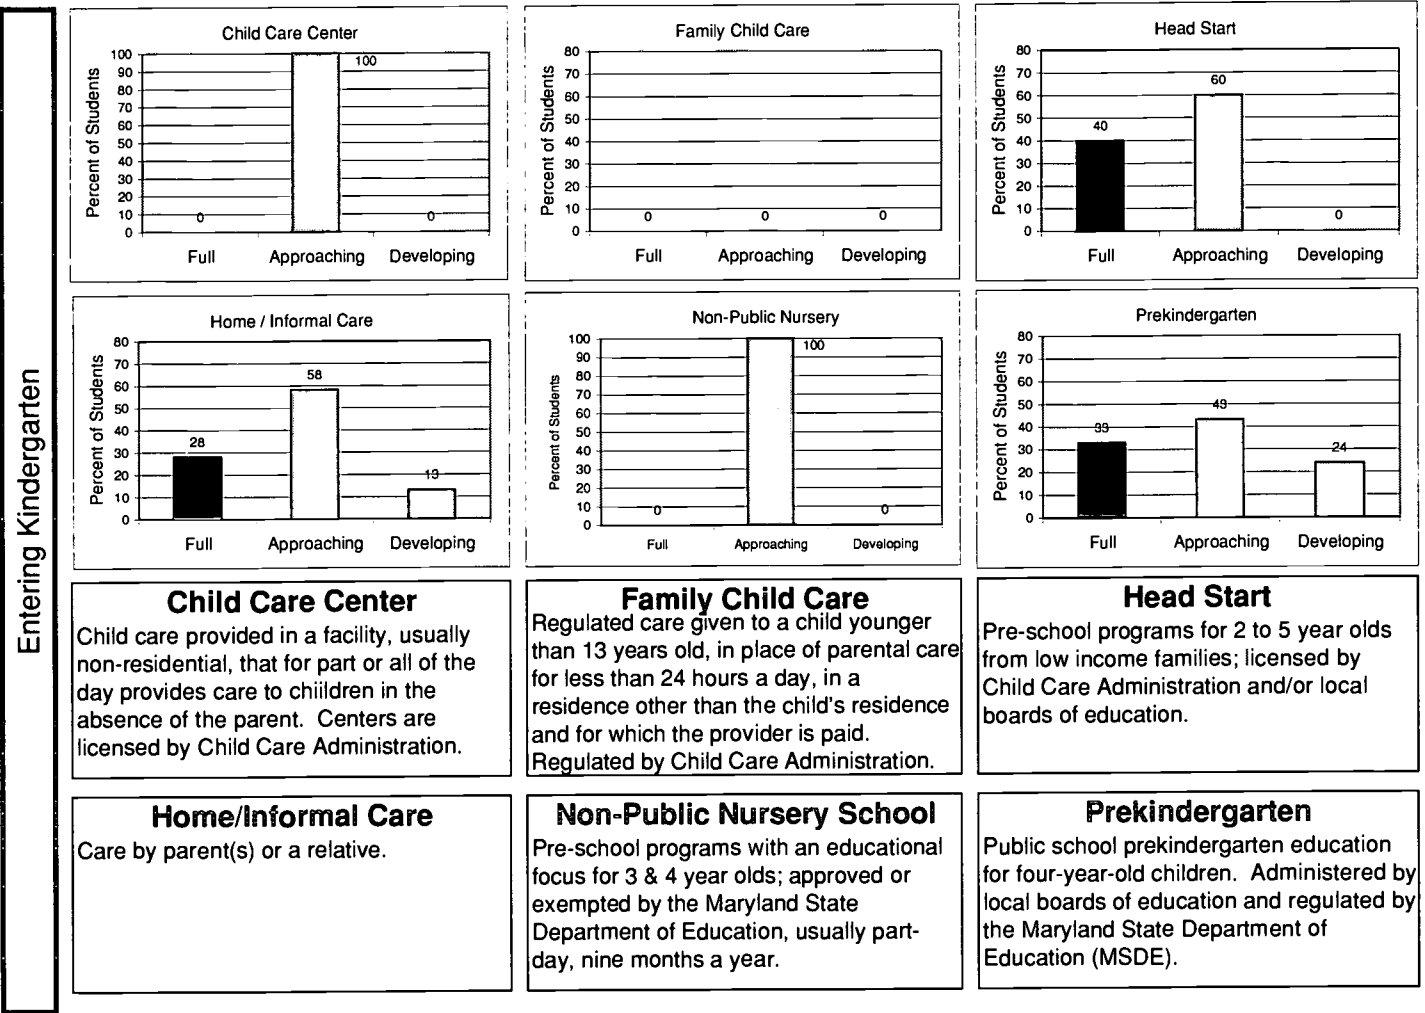 Entering Kindergarten
Child Care Center
Percent of Students
100
90
80
70
60
50
40
30
20
10
0
0
100
0
Full Approaching Developing
Family Child Care
Percent of Students
80
70
60
50
40
30
20
10
0
0
0
0
Full Approaching Developing
Head Start
Percent of Students
80
70
60
50
40
30
20
10
0
40
60
0
Full Approaching Developing
Home / Informal Care
Percent of Students
80
70
60
50
40
30
20
10
0
28
58
13
Full Approaching Developing
Non-Public Nursery
Percent of Students
100
90
80
70
60
50
40
30
20
10
0
0
100
0
Full Approaching Developing
Prekindergarten
Percent of Students
80
70
60
50
40
30
20
10
0
33
43
24
Full Approaching Developing
Child Care Center
Child care provided in a facility, usually
non-residential, that for part or all of the
day provides care to chiildren in the
absence of the parent. Centers are
licensed by Child Care Administration.
Family Child Care
Regulated care given to a child younger
than 13 years old, in place of parental care
for less than 24 hours a day, in a
residence other than the child's residence
and for which the provider is paid.
Regulated by Child Care Administration.
Head Start
Pre-school programs for 2 to 5 year olds
from low income families; licensed by
Child Care Administration and/or local
boards of education.
Home/Informal Care
Care by parent(s) or a relative.
Non-Public Nursery School
Pre-school programs with an educational
focus for 3 & 4 year olds; approved or
exempted by the Maryland State
Department of Education, usually part-
day, nine months a year.
Prekindergarten
Public school prekindergarten education
for four-year-old children. Administered by
local boards of education and regulated by
the Maryland State Department of
Education (MSDE).